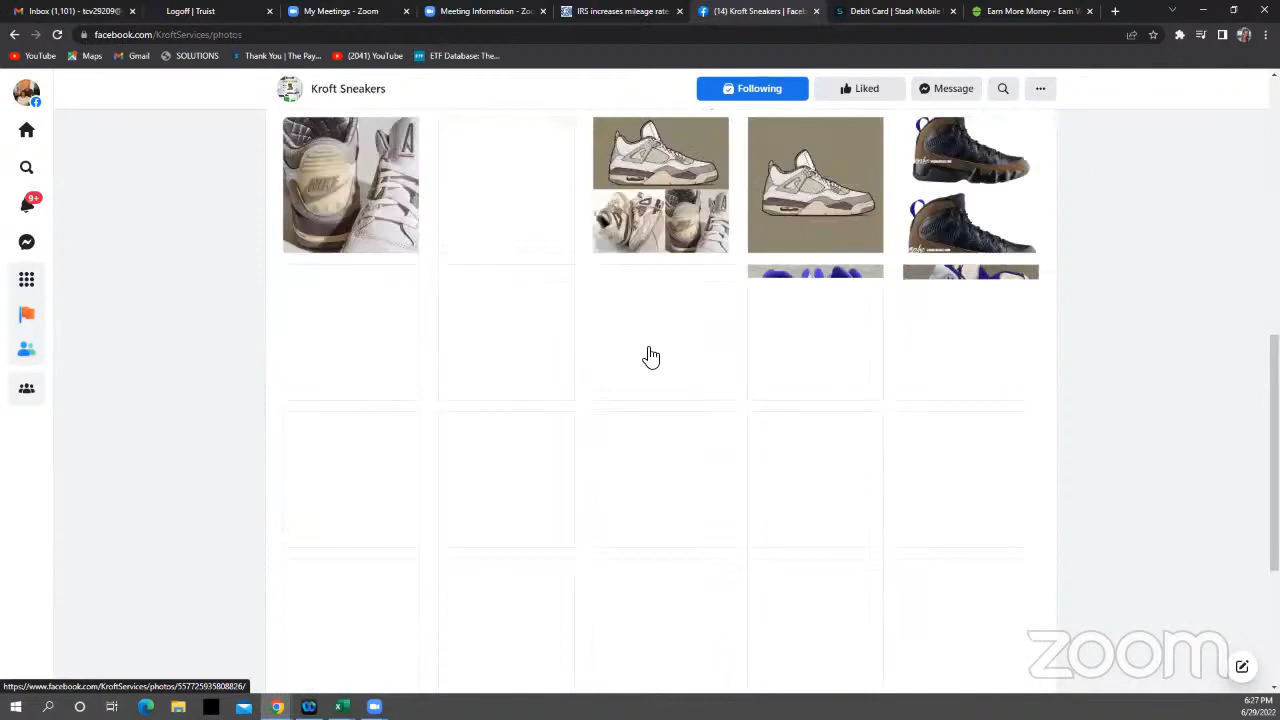 Inbox (1,101) - tcv29209@
Logoff | Truist
My Meetings - Zoom
Meeting Information - Zoom
IRS increases mileage rate
(14) Kroft Sneakers | Faceb
Bet Card | Stash Mobile
Earn More Money - Earn
facebook.com/KroftServices/photos
YouTube
Maps
Gmail
SOLUTIONS
Thank You | The Pay...
(2041) YouTube
ETF Database: The...
Kroft Sneakers
Following
Liked
Message
9+
NIKE
zoom
https://www.facebook.com/KroftServices/photos/557725935808826/
6:27 PM
6/29/2022